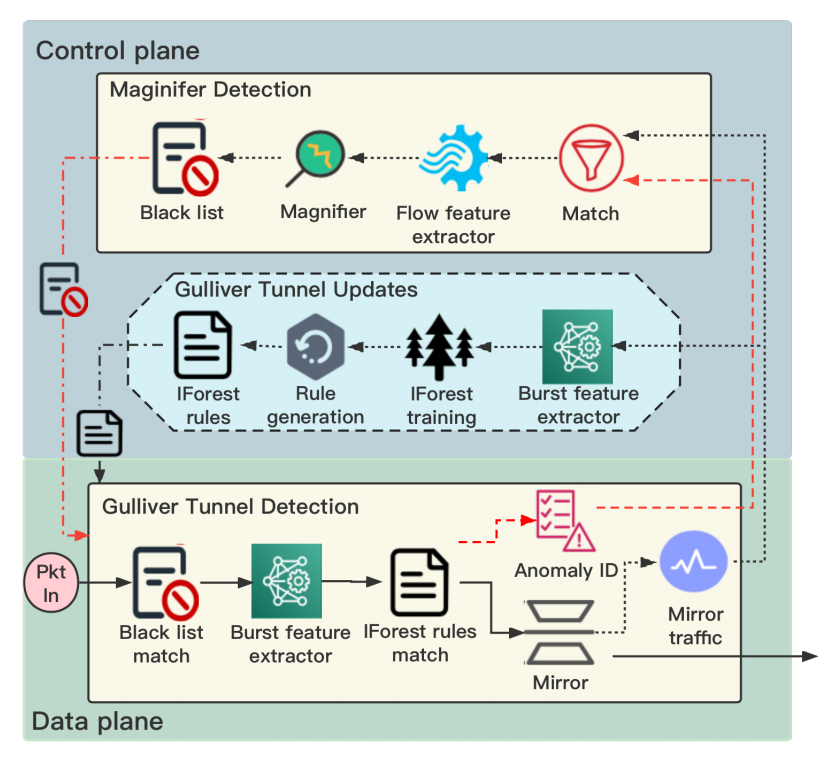 Control plane
Maginifer Detection
Black list
Magnifier
Flow feature
extractor
Match
Gulliver Tunnel Updates
IForest
rules
Rule
generation
IForest
training
Burst feature
extractor
Gulliver Tunnel Detection
Pkt
In
Black list
match
Burst feature
extractor
IForest rules
match
Anomaly ID
Mirror
Mirror
traffic
Data plane